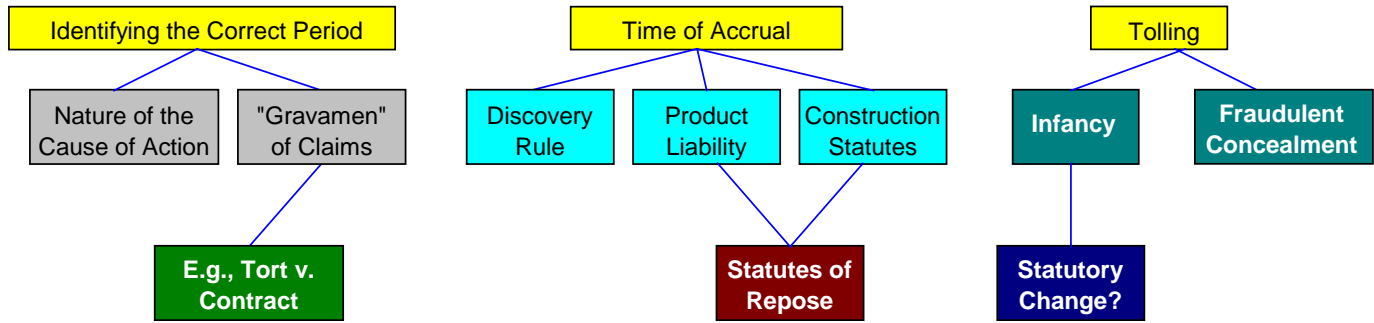 Identifying the Correct Period
Time of Accrual
Tolling
Nature of the
Cause of Action
"Gravamen"
of Claims
Discovery
Rule
Product
Liability
Construction
Statutes
Infancy
Fraudulent
Concealment
E.g., Tort v.
Contract
Statutes of
Repose
Statutory
Change?